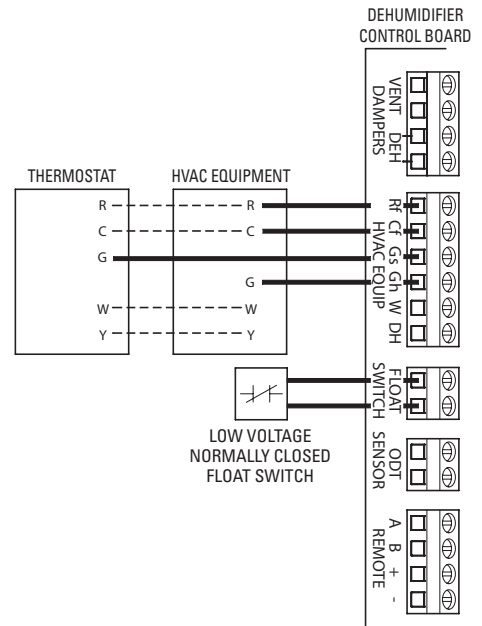 DEHUMIDIFIER
CONTROL BOARD
VENT DEH
DAMPERS
THERMOSTAT
HVAC EQUIPMENT
R
R
C
C
G
G
W
W
Y
Y
Rf Cf Gs Gh W DH
HVAC EQUIP
FLOAT
SWITCH
LOW VOLTAGE
NORMALLY CLOSED
FLOAT SWITCH
ODT
SENSOR
A B + -
REMOTE